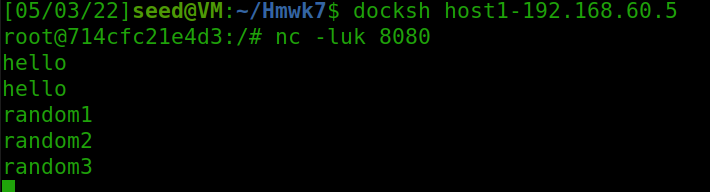 [05/03/22]seed@VM:~/Hmwk7$ docksh host1-192.168.60.5
root@714cfc21e4d3:/# nc -luk 8080
hello
hello
random1
random2
random3